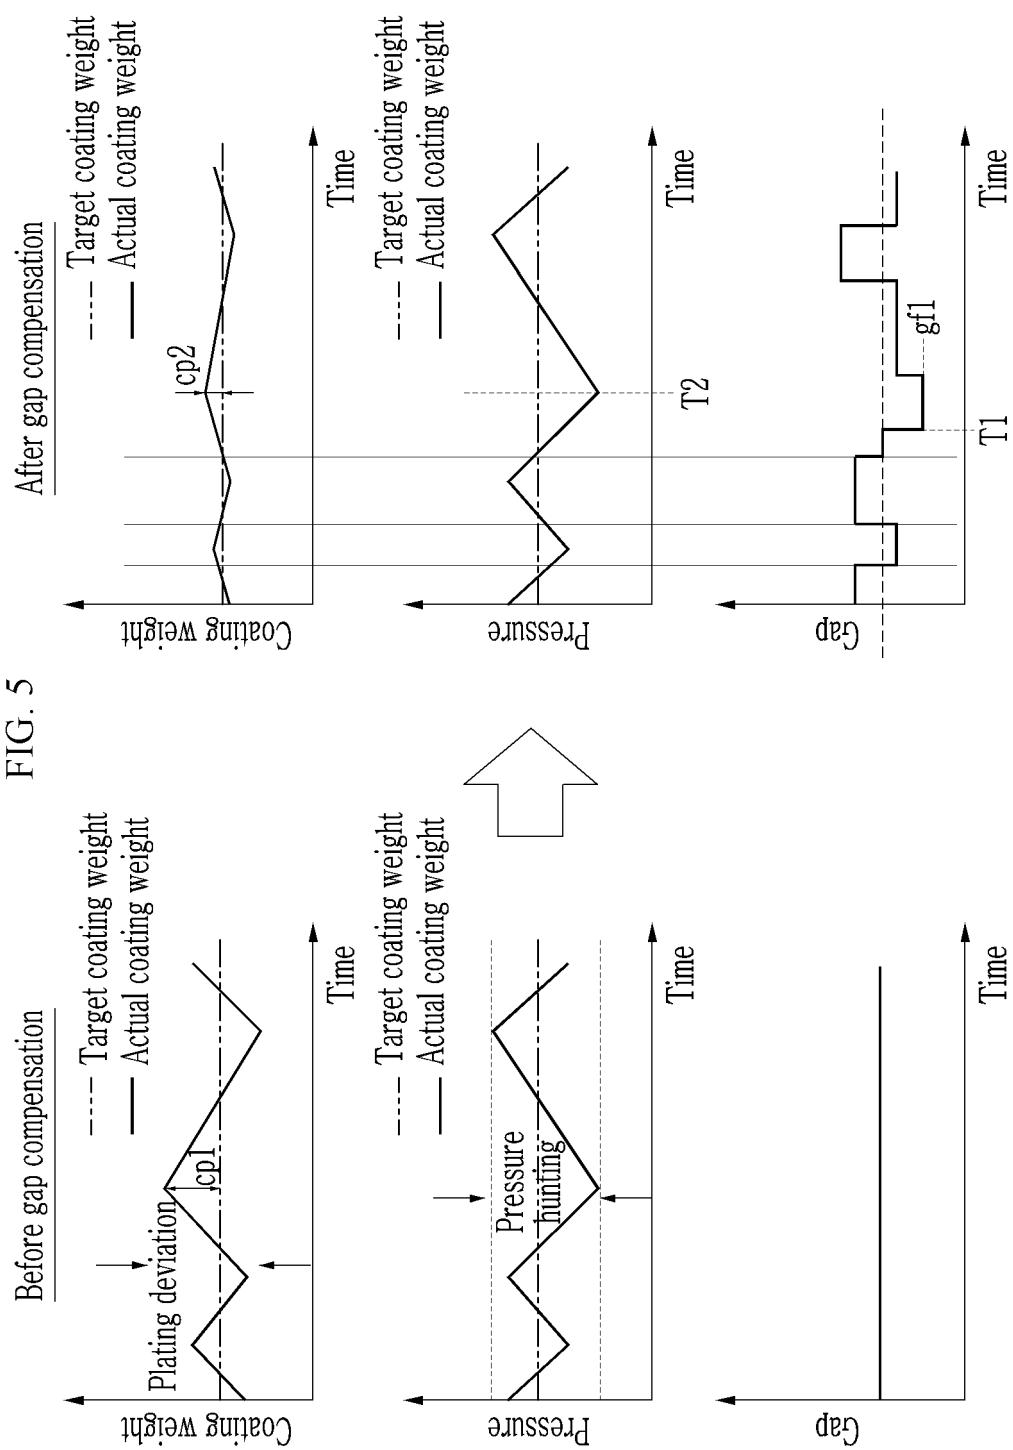 FIG. 5
Before gap compensation
Target coating weight
Actual coating weight
Coating weight
Plating deviation
cp1
Time
Target coating weight
Actual coating weight
Pressure
Pressure
hunting
Time
Gap
Time
After gap compensation
Target coating weight
Actual coating weight
Coating weight
cp2
Time
Target coating weight
Actual coating weight
Pressure
T2
Time
Gap
gf1
T1
Time